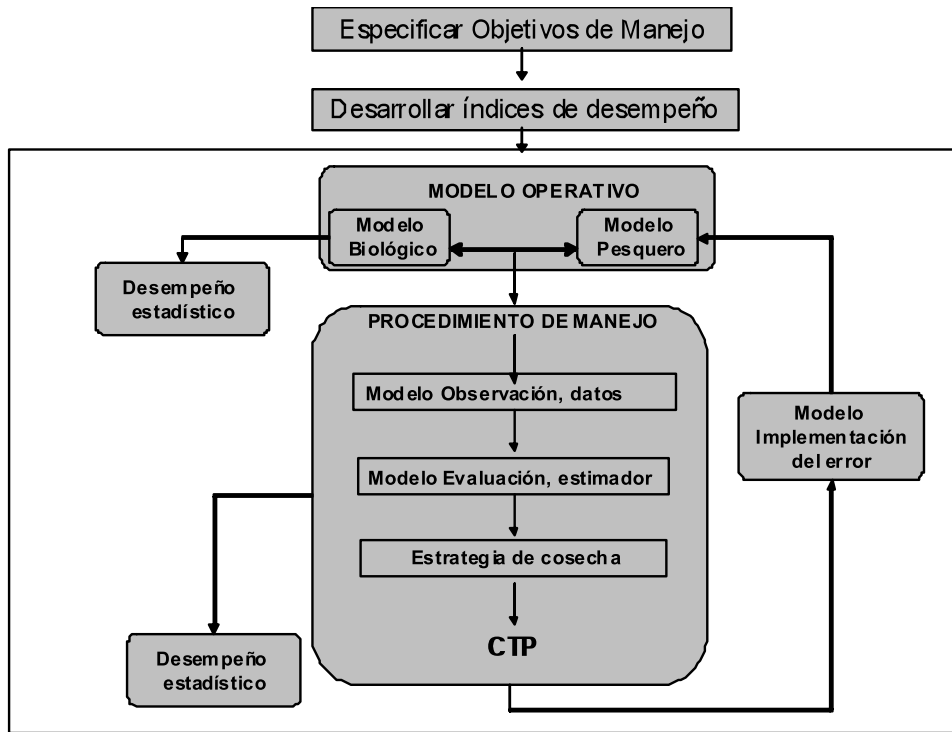 Especificar Objetivos de Manejo
Desarrollar índices de desempeño
MODELO OPERATIVO
Modelo
Biológico
Modelo
Pesquero
Desempeño
estadístico
PROCEDIMIENTO DE MANEJO
Modelo Observación, datos
Modelo Evaluación, estimador
Estrategia de cosecha
CTP
Modelo
Implementación
del error
Desempeño
estadístico